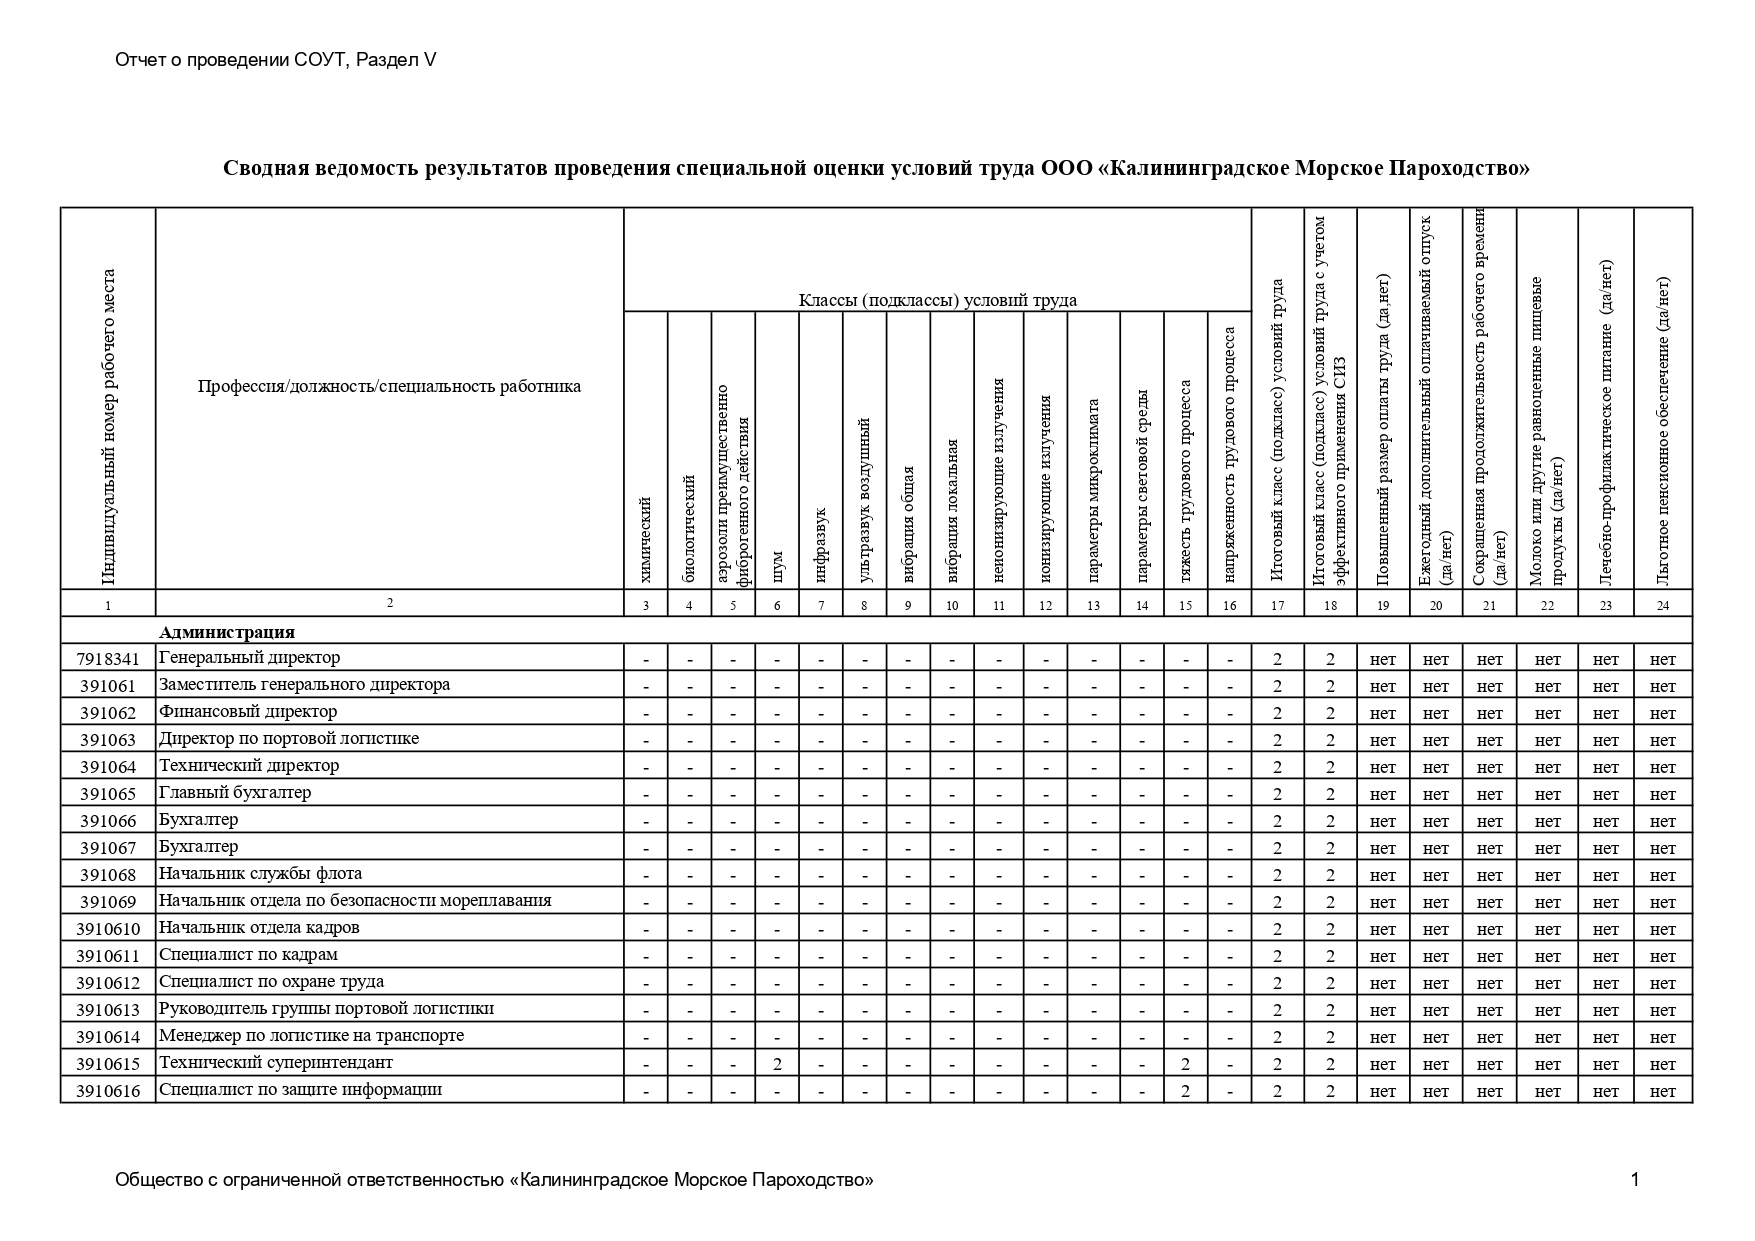 Отчет о проведении СОУТ, Раздел V
Сводная ведомость результатов проведения специальной оценки условий труда ООО «Калининградское Морское Пароходство»
Индивидуальный номер рабочего места
Профессия/должность/специальность работника
Классы (подклассы) условий труда
химический
биологический
аэрозоли преимущественно
фиброгенного действия
шум
инфразвук
ультразвук воздушный
вибрация общая
вибрация локальная
неионизирующие излучения
ионизирующие излучения
параметры микроклимата
параметры световой среды
тяжесть трудового процесса
напряженность трудового процесса
Итоговый класс (подкласс) условий труда
Итоговый класс (подкласс) условий труда с учетом
эффективного применения СИЗ
Повышенный размер оплаты труда (да,нет)
Ежегодный дополнительный оплачиваемый отпуск
(да/нет)
Сокращенная продолжительность рабочего времени
(да/нет)
Молоко или другие равноценные пищевые
продукты (да/нет)
Лечебно-профилактическое питание (да/нет)
Льготное пенсионное обеспечение (да/нет)
1 2 3 4 5 6 7 8 9 10 11 12 13 14 15 16 17 18 19 20 21 22 23 24
Администрация
7918341 Генеральный директор - - - - - - - - - - - - - - 2 2 нет нет нет нет нет нет
391061 Заместитель генерального директора - - - - - - - - - - - - - - 2 2 нет нет нет нет нет нет
391062 Финансовый директор - - - - - - - - - - - - - - 2 2 нет нет нет нет нет нет
391063 Директор по портовой логистике - - - - - - - - - - - - - - 2 2 нет нет нет нет нет нет
391064 Технический директор - - - - - - - - - - - - - - 2 2 нет нет нет нет нет нет
391065 Главный бухгалтер - - - - - - - - - - - - - - 2 2 нет нет нет нет нет нет
391066 Бухгалтер - - - - - - - - - - - - - - 2 2 нет нет нет нет нет нет
391067 Бухгалтер - - - - - - - - - - - - - - 2 2 нет нет нет нет нет нет
391068 Начальник службы флота - - - - - - - - - - - - - - 2 2 нет нет нет нет нет нет
391069 Начальник отдела по безопасности мореплавания - - - - - - - - - - - - - - 2 2 нет нет нет нет нет нет
3910610 Начальник отдела кадров - - - - - - - - - - - - - - 2 2 нет нет нет нет нет нет
3910611 Специалист по кадрам - - - - - - - - - - - - - - 2 2 нет нет нет нет нет нет
3910612 Специалист по охране труда - - - - - - - - - - - - - - 2 2 нет нет нет нет нет нет
3910613 Руководитель группы портовой логистики - - - - - - - - - - - - - - 2 2 нет нет нет нет нет нет
3910614 Менеджер по логистике на транспорте - - - - - - - - - - - - - - 2 2 нет нет нет нет нет нет
3910615 Технический суперинтендант - - - 2 - - - - - - - - 2 - 2 2 нет нет нет нет нет нет
3910616 Специалист по защите информации - - - - - - - - - - - - 2 - 2 2 нет нет нет нет нет нет
Общество с ограниченной ответственностью «Калининградское Морское Пароходство» 1